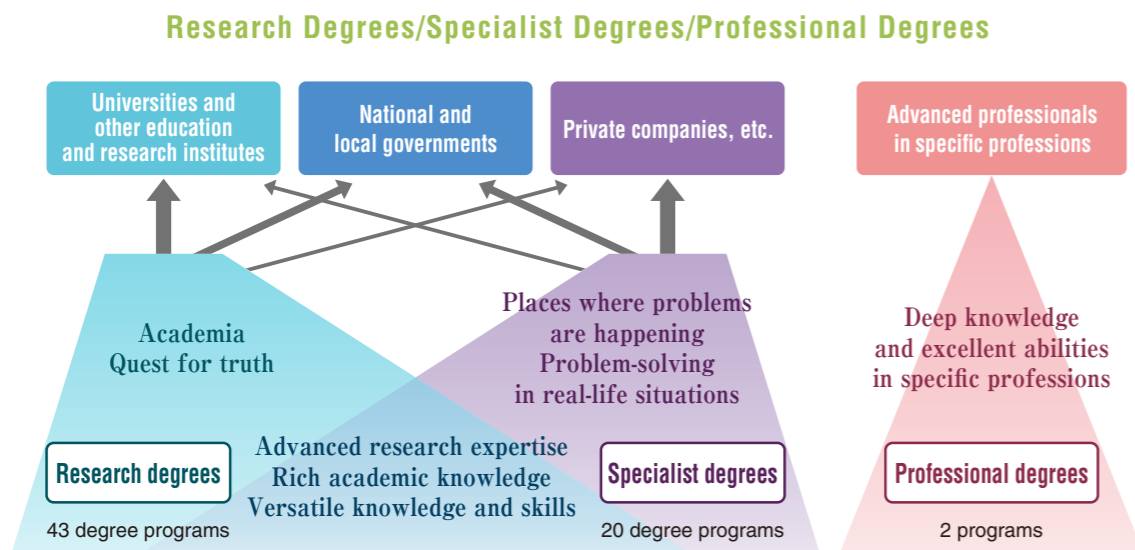 Research Degrees/Specialist Degrees/Professional Degrees
Universities and
other education
and research institutes
National and
local governments
Private companies, etc.
Advanced professionals
in specific professions
Academia
Quest for truth
Places where problems
are happening
Problem-solving
in real-life situations
Deep knowledge
and excellent abilities
in specific professions
Advanced research expertise
Rich academic knowledge
Versatile knowledge and skills
Research degrees
43 degree programs
Specialist degrees
20 degree programs
Professional degrees
2 programs